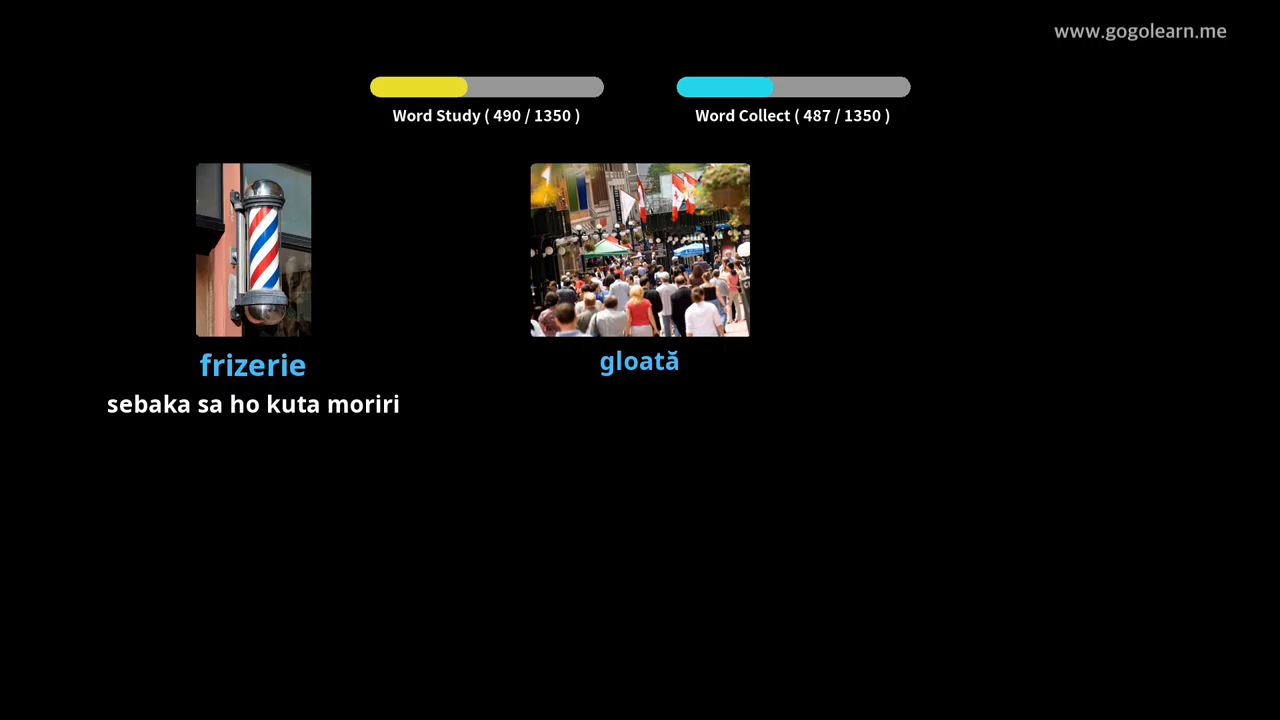 www.gogolearn.me
Word Study ( 490 / 1350 )
Word Collect ( 487 / 1350 )
frizerie
gloată
sebaka sa ho kuta moriri